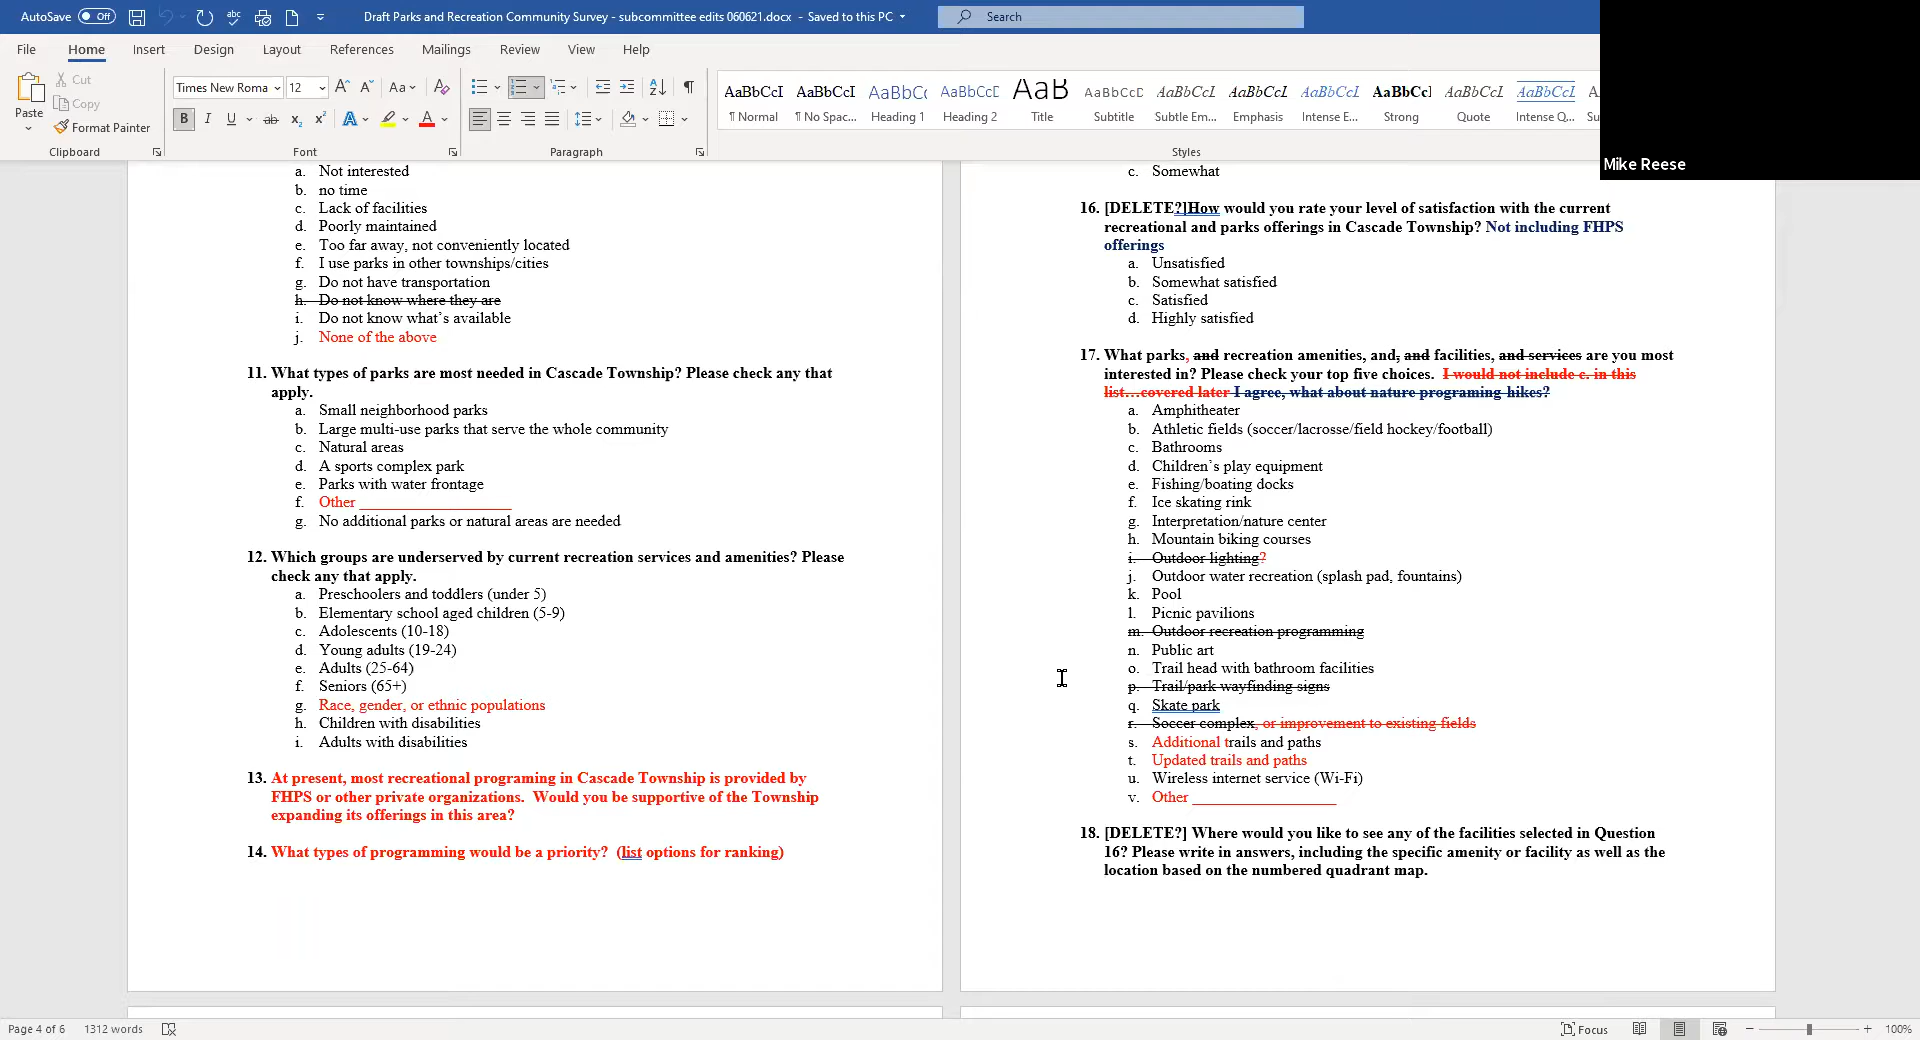 AutoSave Off abc Draft Parks and Recreation Community Survey - subcommittee edits 060621.docx - Saved to this PC Search
File Home Insert Design Layout References Mailings Review View Help
Paste Cut Copy Format Painter
Times New Roma 12 Aa
AaBbCcI AaBbCcI AaBbCc AaBbCcC AaB AaBbCcC AaBbCcL AaBbCcL AaBbCcL AaBbCcI AaBbCcL AaBbCcL
¶ Normal ¶ No Spac... Heading 1 Heading 2 Title Subtitle Subtle Em... Emphasis Intense E... Strong Quote Intense Q...
Clipboard Font Paragraph Styles
Mike Reese
a. Not interested
b. no time
c. Lack of facilities
d. Poorly maintained
e. Too far away, not conveniently located
f. I use parks in other townships/cities
g. Do not have transportation
h. Do not know where they are
i. Do not know what's available
j. None of the above
11. What types of parks are most needed in Cascade Township? Please check any that
apply.
a. Small neighborhood parks
b. Large multi-use parks that serve the whole community
c. Natural areas
d. A sports complex park
e. Parks with water frontage
f. Other ____________________
g. No additional parks or natural areas are needed
12. Which groups are underserved by current recreation services and amenities? Please
check any that apply.
a. Preschoolers and toddlers (under 5)
b. Elementary school aged children (5-9)
c. Adolescents (10-18)
d. Young adults (19-24)
e. Adults (25-64)
f. Seniors (65+)
g. Race, gender, or ethnic populations
h. Children with disabilities
i. Adults with disabilities
13. At present, most recreational programing in Cascade Township is provided by
FHPS or other private organizations. Would you be supportive of the Township
expanding its offerings in this area?
14. What types of programming would be a priority? (list options for ranking)
c. Somewhat
16. [DELETE?]How would you rate your level of satisfaction with the current
recreational and parks offerings in Cascade Township? Not including FHPS
offerings
a. Unsatisfied
b. Somewhat satisfied
c. Satisfied
d. Highly satisfied
17. What parks, and recreation amenities, and, and facilities, and services are you most
interested in? Please check your top five choices. I would not include c. in this
list…covered later I agree, what about nature programing hikes?
a. Amphitheater
b. Athletic fields (soccer/lacrosse/field hockey/football)
c. Bathrooms
d. Children's play equipment
e. Fishing/boating docks
f. Ice skating rink
g. Interpretation/nature center
h. Mountain biking courses
i. Outdoor lighting?
j. Outdoor water recreation (splash pad, fountains)
k. Pool
l. Picnic pavilions
m. Outdoor recreation programming
n. Public art
o. Trail head with bathroom facilities
p. Trail/park wayfinding signs
q. Skate park
r. Soccer complex, or improvement to existing fields
s. Additional trails and paths
t. Updated trails and paths
u. Wireless internet service (Wi-Fi)
v. Other ___________________
18. [DELETE?] Where would you like to see any of the facilities selected in Question
16? Please write in answers, including the specific amenity or facility as well as the
location based on the numbered quadrant map.
Page 4 of 6 1312 words Focus 100%